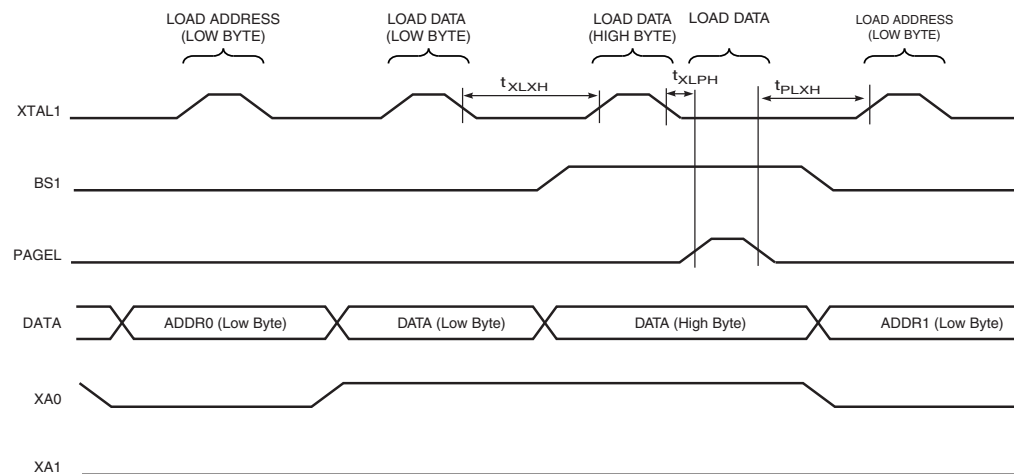 LOAD ADDRESS
(LOW BYTE)
LOAD DATA
(LOW BYTE)
LOAD DATA
(HIGH BYTE)
LOAD DATA
LOAD ADDRESS
(LOW BYTE)
tXLXH
tXLPH
tPLXH
XTAL1
BS1
PAGEL
DATA
ADDR0 (Low Byte)
DATA (Low Byte)
DATA (High Byte)
ADDR1 (Low Byte)
XA0
XA1